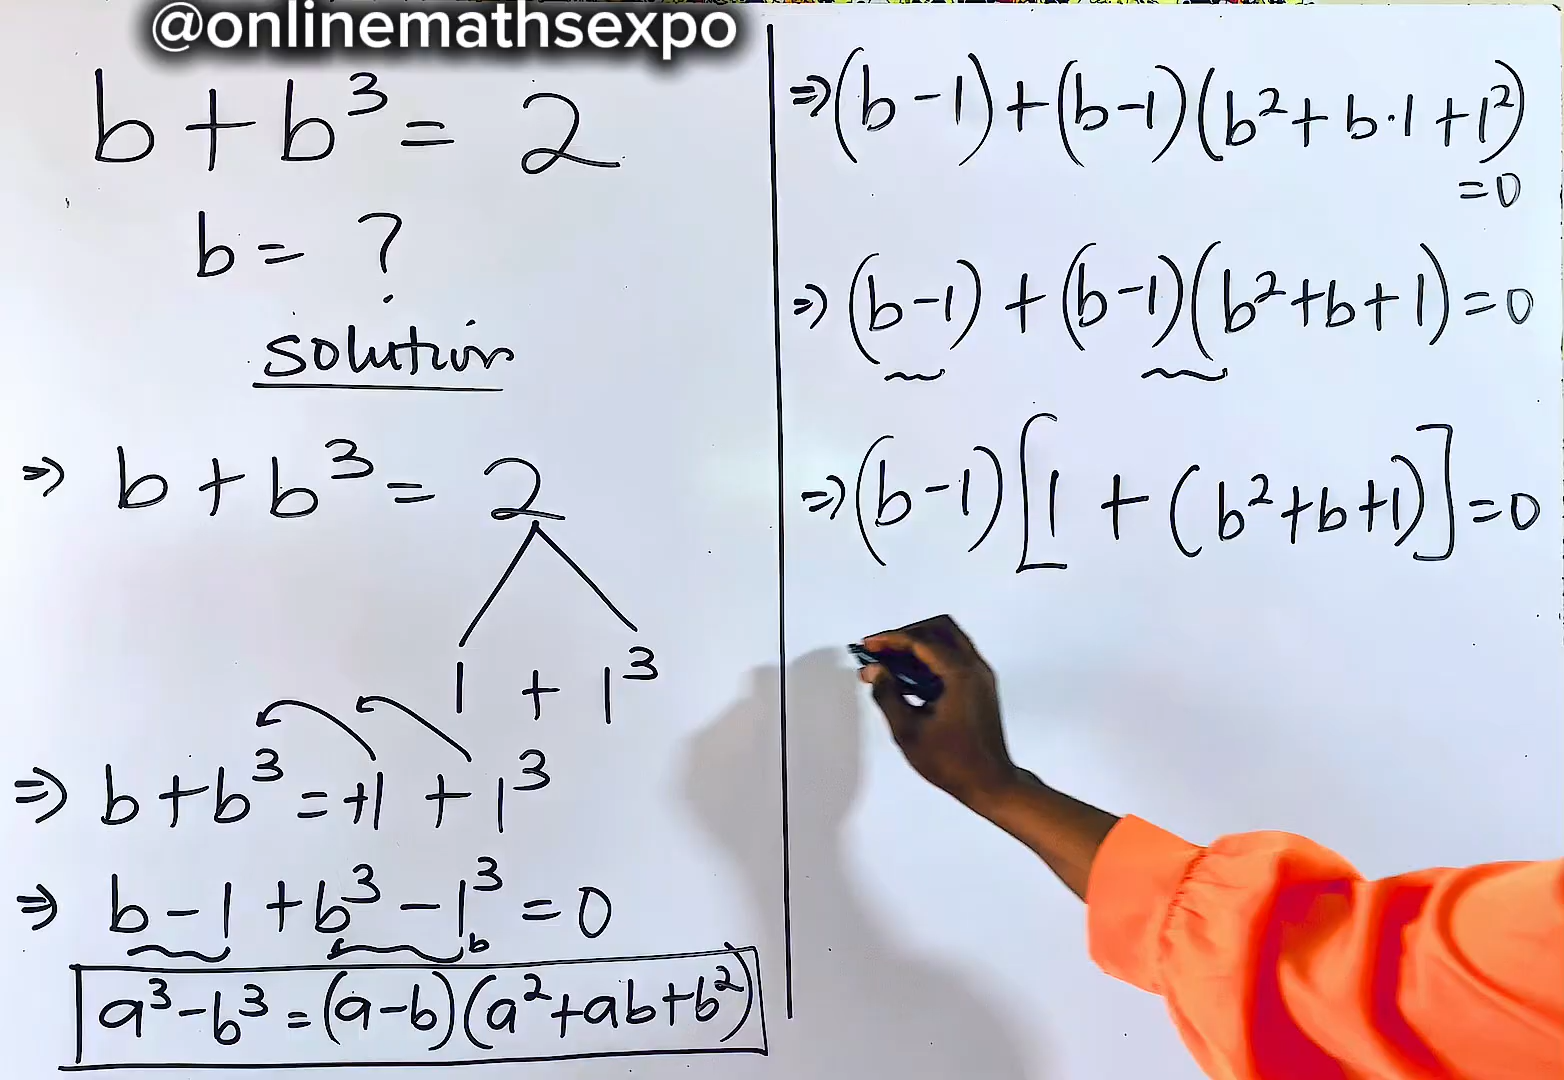 @onlinemathsexpo
b + b³ = 2
b = ?
solution
⇒ b + b³ = 2
1 + 1³
⇒ b + b³ = +1 + 1³
⇒ b - 1 + b³ - 1³ = 0
b
a³ - b³ = (a - b)(a² + ab + b²)
⇒ (b - 1) + (b - 1)(b² + b·1 + 1²)
= 0
⇒ (b - 1) + (b - 1)(b² + b + 1) = 0
⇒ (b - 1)[1 + (b² + b + 1)] = 0